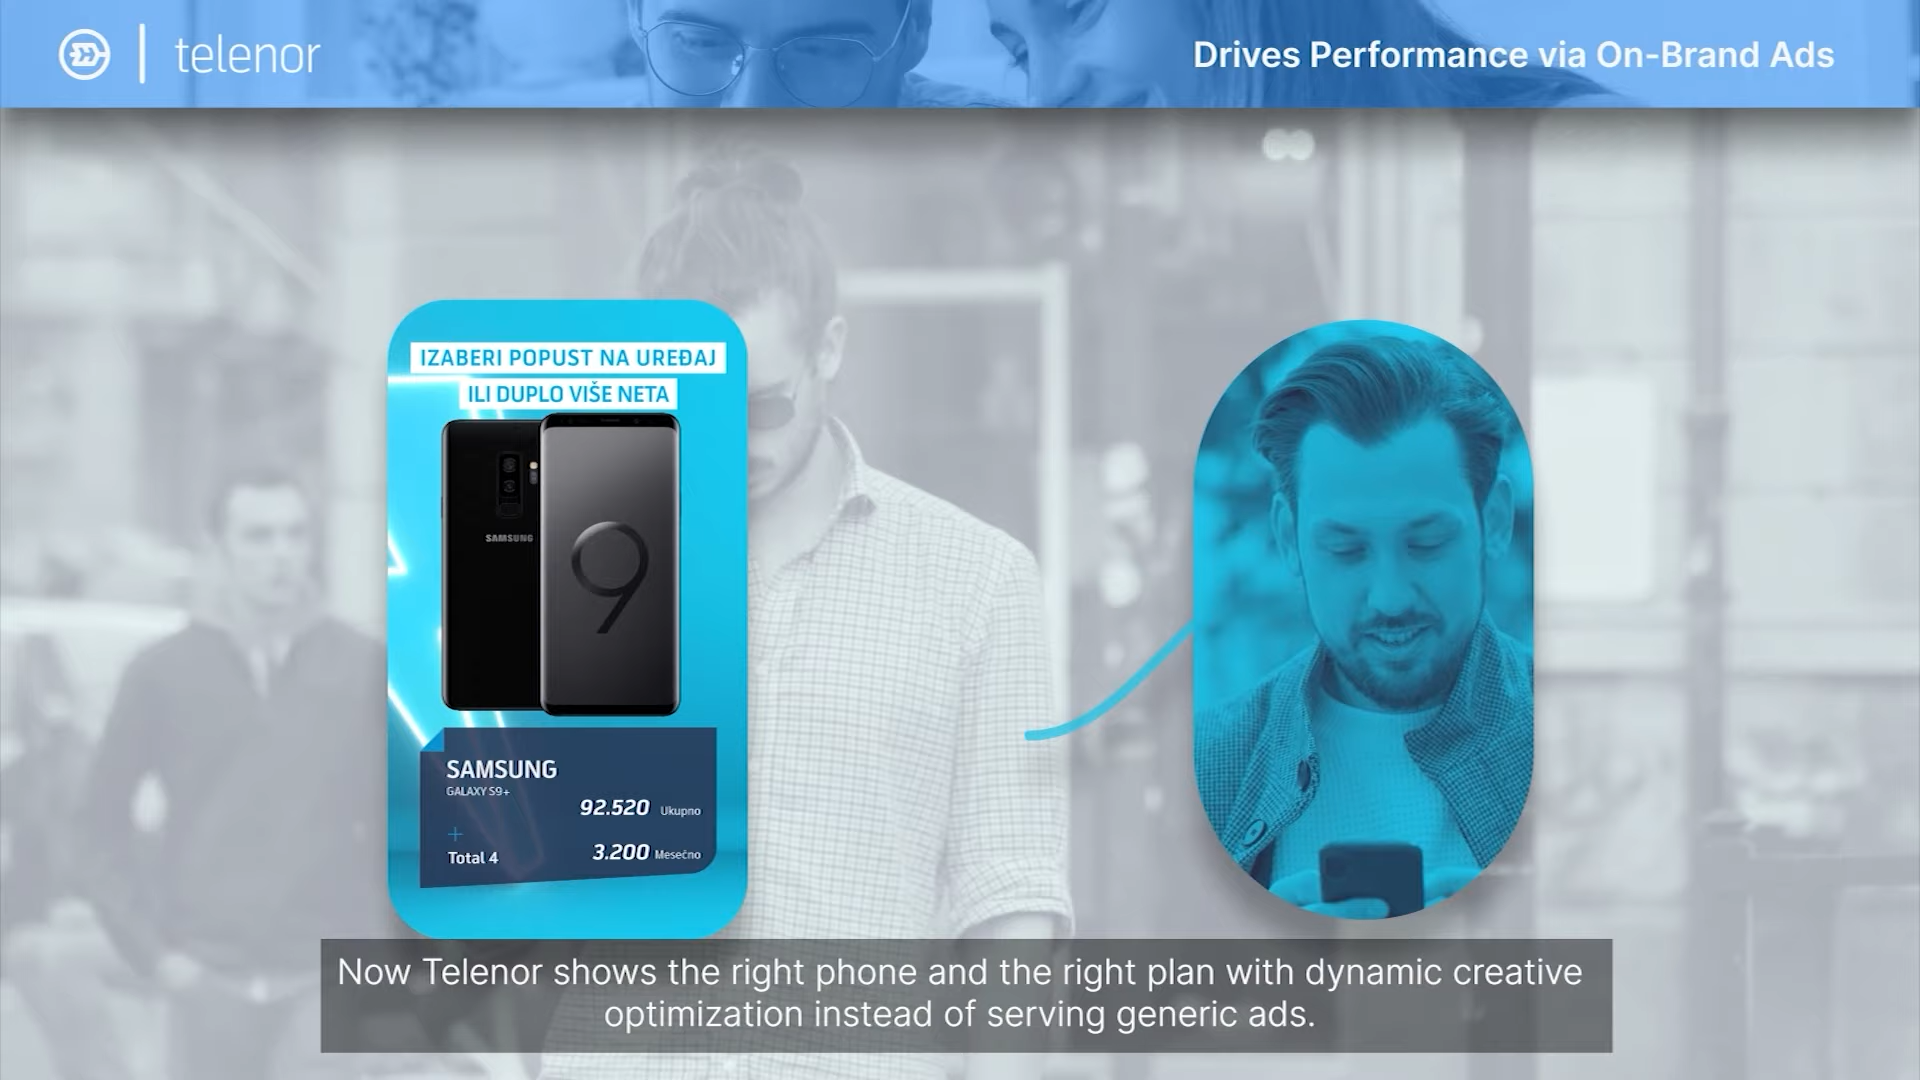 telenor
Drives Performance via On-Brand Ads
IZABERI POPUST NA UREĐAJ
ILI DUPLO VIŠE NETA
SAMSUNG
9
SAMSUNG
GALAXY S9+
92.520 Ukupno
+
Total 4
3.200 Mesečno
Now Telenor shows the right phone and the right plan with dynamic creative
optimization instead of serving generic ads.